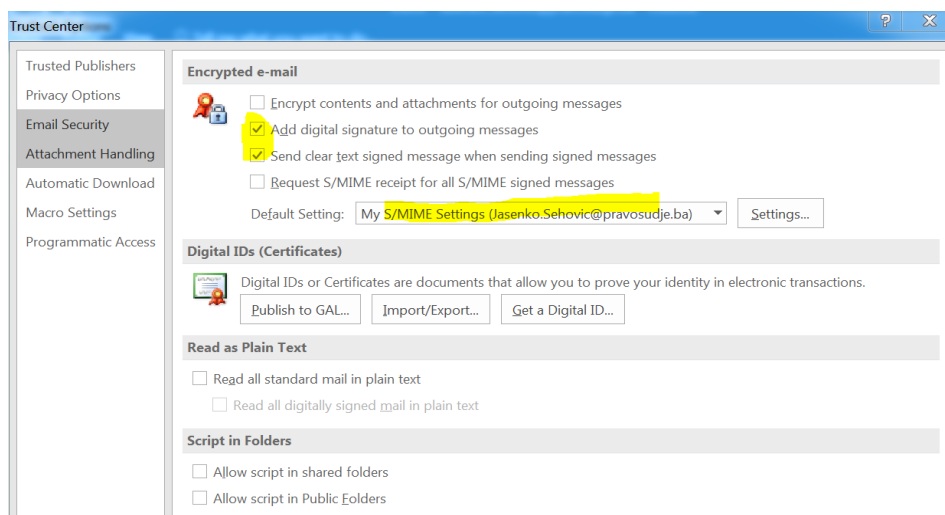 Trust Center
?
X
Trusted Publishers
Privacy Options
Email Security
Attachment Handling
Automatic Download
Macro Settings
Programmatic Access
Encrypted e-mail
Encrypt contents and attachments for outgoing messages
Add digital signature to outgoing messages
Send clear text signed message when sending signed messages
Request S/MIME receipt for all S/MIME signed messages
Default Setting: My S/MIME Settings (Jasenko.Sehovic@pravosudje.ba) Settings...
Digital IDs (Certificates)
Digital IDs or Certificates are documents that allow you to prove your identity in electronic transactions.
Publish to GAL... Import/Export... Get a Digital ID...
Read as Plain Text
Read all standard mail in plain text
Read all digitally signed mail in plain text
Script in Folders
Allow script in shared folders
Allow script in Public Folders